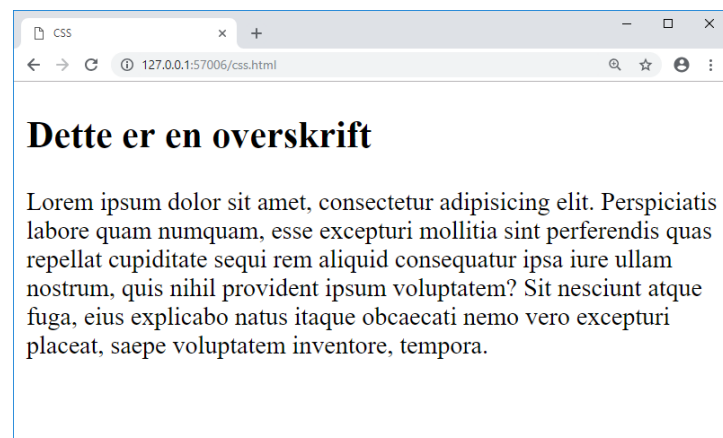 CSS
127.0.0.1:57006/css.html
Dette er en overskrift
Lorem ipsum dolor sit amet, consectetur adipisicing elit. Perspiciatis
labore quam numquam, esse excepturi mollitia sint perferendis quas
repellat cupiditate sequi rem aliquid consequatur ipsa iure ullam
nostrum, quis nihil provident ipsum voluptatem? Sit nesciunt atque
fuga, eius explicabo natus itaque obcaecati nemo vero excepturi
placeat, saepe voluptatem inventore, tempora.